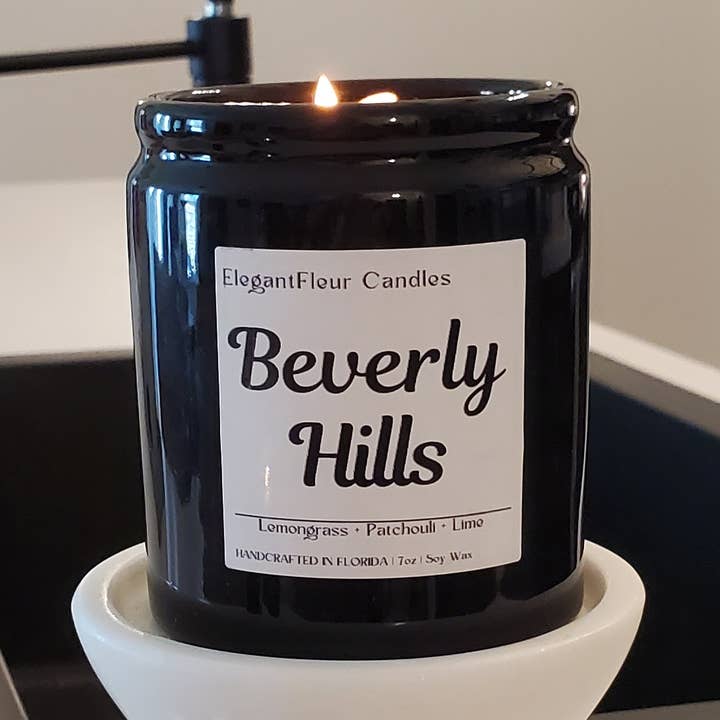 ElegantFleur Candles
Beverly
Hills
Lemongrass • Patchouli • Lime
HANDCRAFTED IN FLORIDA | 7oz | Soy Wax